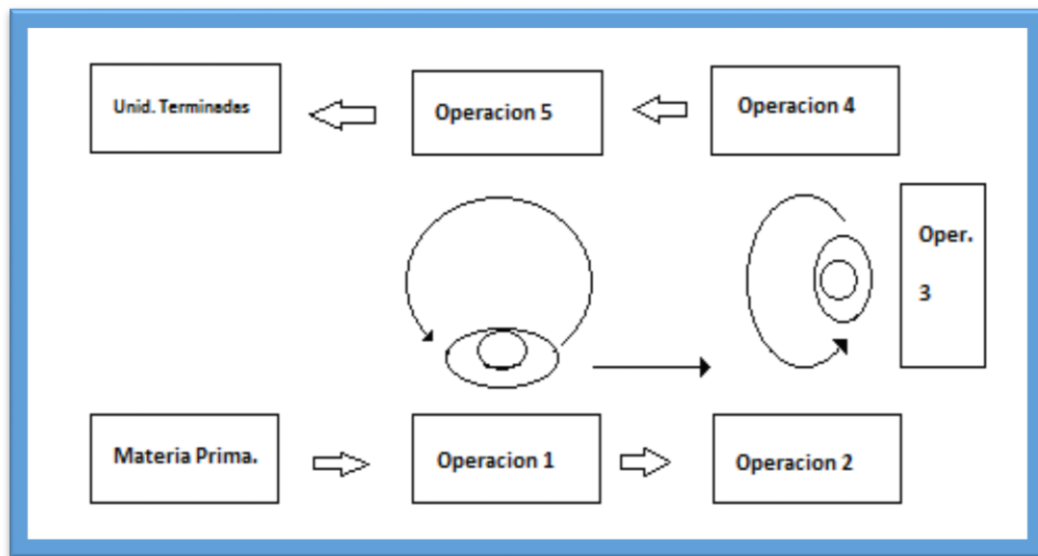 Unid. Terminadas
Operacion 5
Operacion 4
Oper.
3
Materia Prima.
Operacion 1
Operacion 2